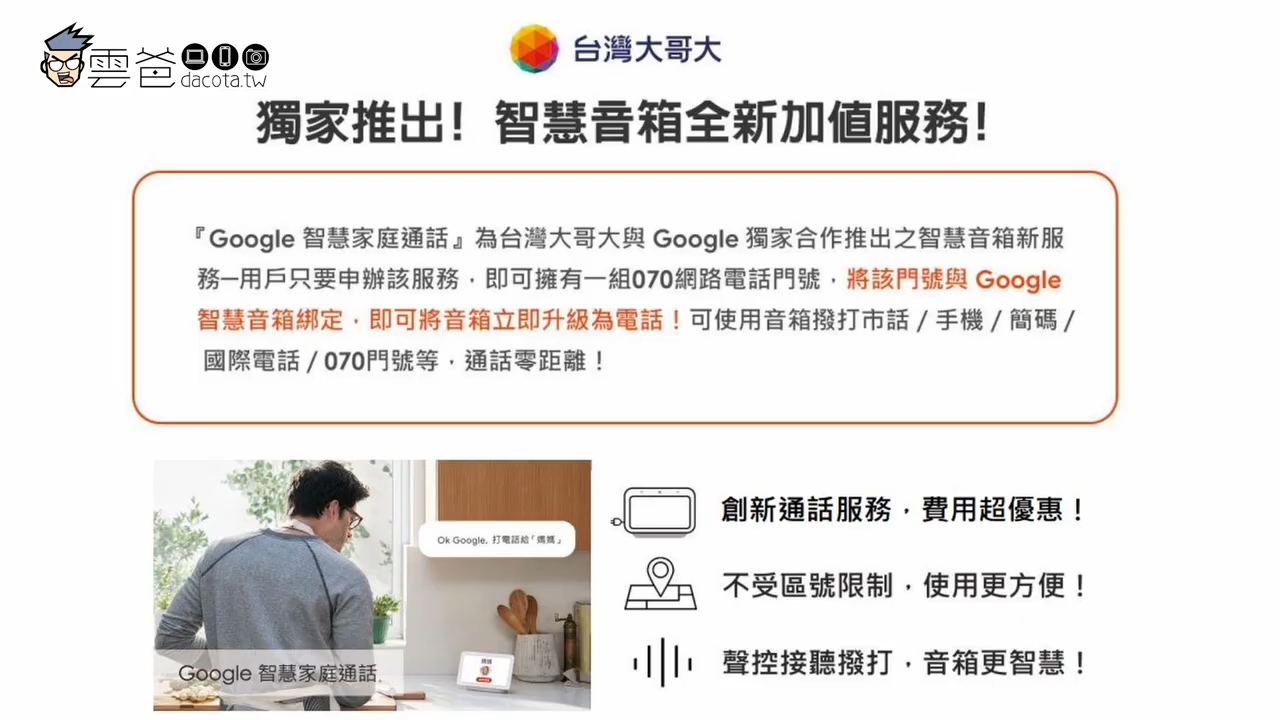 雲爸
dacota.tw
台灣大哥大
獨家推出！智慧音箱全新加值服務！
『Google 智慧家庭通話』為台灣大哥大與 Google 獨家合作推出之智慧音箱新服
務—用戶只要申辦該服務，即可擁有一組070網路電話門號，將該門號與 Google
智慧音箱綁定，即可將音箱立即升級為電話！可使用音箱撥打市話 / 手機 / 簡碼 /
國際電話 / 070門號等，通話零距離！
Ok Google, 打電話給「媽媽」
媽媽
Google 智慧家庭通話
創新通話服務，費用超優惠！
不受區號限制，使用更方便！
聲控接聽撥打，音箱更智慧！